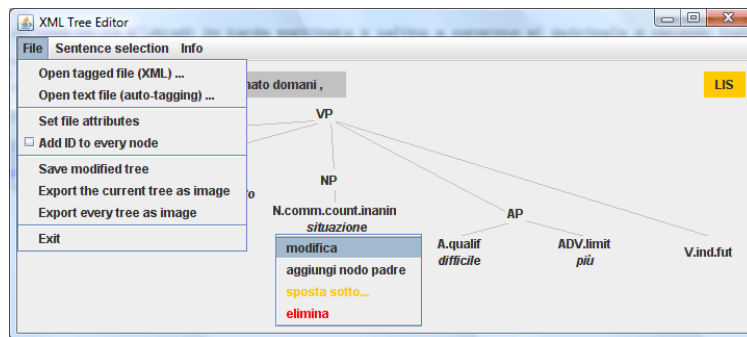 XML Tree Editor
File Sentence selection Info
Open tagged file (XML) ...
Open text file (auto-tagging) ...
Set file attributes
Add ID to every node
Save modified tree
Export the current tree as image
Export every tree as image
Exit
nato domani ,
LIS
VP
NP
N.comm.count.inanin
situazione
AP
A.qualif
difficile
ADV.limit
più
V.ind.fut
modifica
aggiungi nodo padre
sposta sotto...
elimina